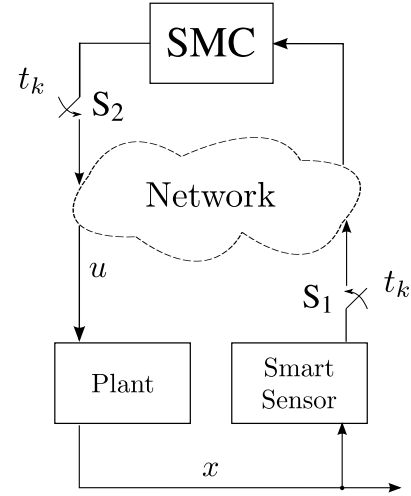 SMC
t_k
S_2
Network
u
S_1
t_k
Plant
Smart
Sensor
x